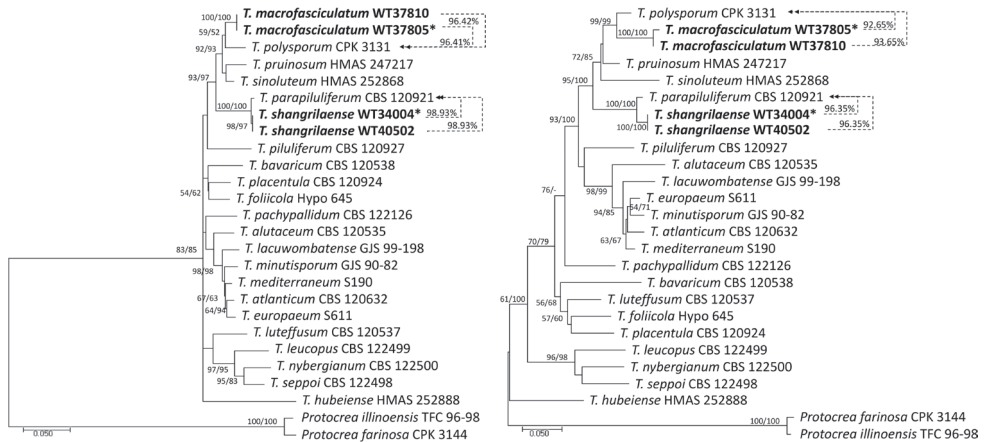 100/100
T. macrofasciculatum WT37810
96.42%
59/52
T. macrofasciculatum WT37805*
96.41%
92/93
T. polysporum CPK 3131
T. pruinosum HMAS 247217
93/97
T. sinoluteum HMAS 252868
T. parapiluliferum CBS 120921
100/100
T. shangrilaense WT34004*
98.93%
98/97
T. shangrilaense WT40502
98.93%
T. piluliferum CBS 120927
T. bavaricum CBS 120538
T. placentula CBS 120924
54/62
T. foliicola Hypo 645
T. pachypallidum CBS 122126
T. alutaceum CBS 120535
83/85
T. lacuwombatense GJS 99-198
98/98
T. minutisporum GJS 90-82
T. mediterraneum S190
67/63
T. atlanticum CBS 120632
64/94
T. europaeum S611
T. luteffusum CBS 120537
T. leucopus CBS 122499
97/95
T. nybergianum CBS 122500
95/83
T. seppoi CBS 122498
T. hubeiense HMAS 252888
100/100
Protocrea illinoensis TFC 96-98
Protocrea farinosa CPK 3144
0.050
T. polysporum CPK 3131
99/99
T. macrofasciculatum WT37805*
92.65%
100/100
T. macrofasciculatum WT37810
93.65%
72/85
T. pruinosum HMAS 247217
95/100
T. sinoluteum HMAS 252868
T. parapiluliferum CBS 120921
100/100
T. shangrilaense WT34004*
96.35%
100/100
T. shangrilaense WT40502
96.35%
93/100
T. piluliferum CBS 120927
T. alutaceum CBS 120535
98/99
T. lacuwombatense GJS 99-198
76/-
T. europaeum S611
54/71
94/85
T. minutisporum GJS 90-82
T. atlanticum CBS 120632
63/67
T. mediterraneum S190
70/79
T. pachypallidum CBS 122126
T. bavaricum CBS 120538
56/68
T. luteffusum CBS 120537
61/100
57/60
T. foliicola Hypo 645
T. placentula CBS 120924
T. leucopus CBS 122499
96/98
T. nybergianum CBS 122500
T. seppoi CBS 122498
T. hubeiense HMAS 252888
100/100
Protocrea farinosa CPK 3144
Protocrea illinoensis TFC 96-98
0.050